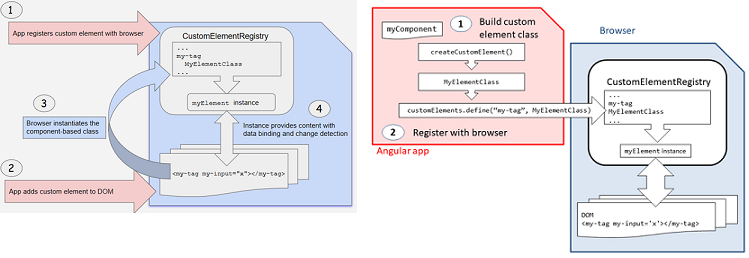 1
App registers custom element with browser
CustomElementRegistry
...
my-tag
MyElementClass
...
myElement instance
3
Browser instantiates the
component-based class
4
Instance provides content with
data binding and change detection
2
App adds custom element to DOM
<my-tag my-input="x"></my-tag>
myComponent
1
Build custom
element class
createCustomElement()
MyElementClass
customElements.define("my-tag", MyElementClass)
2
Register with browser
Angular app
Browser
CustomElementRegistry
...
my-tag
MyElementClass
...
myElement instance
DOM
<my-tag my-input='x'></my-tag>